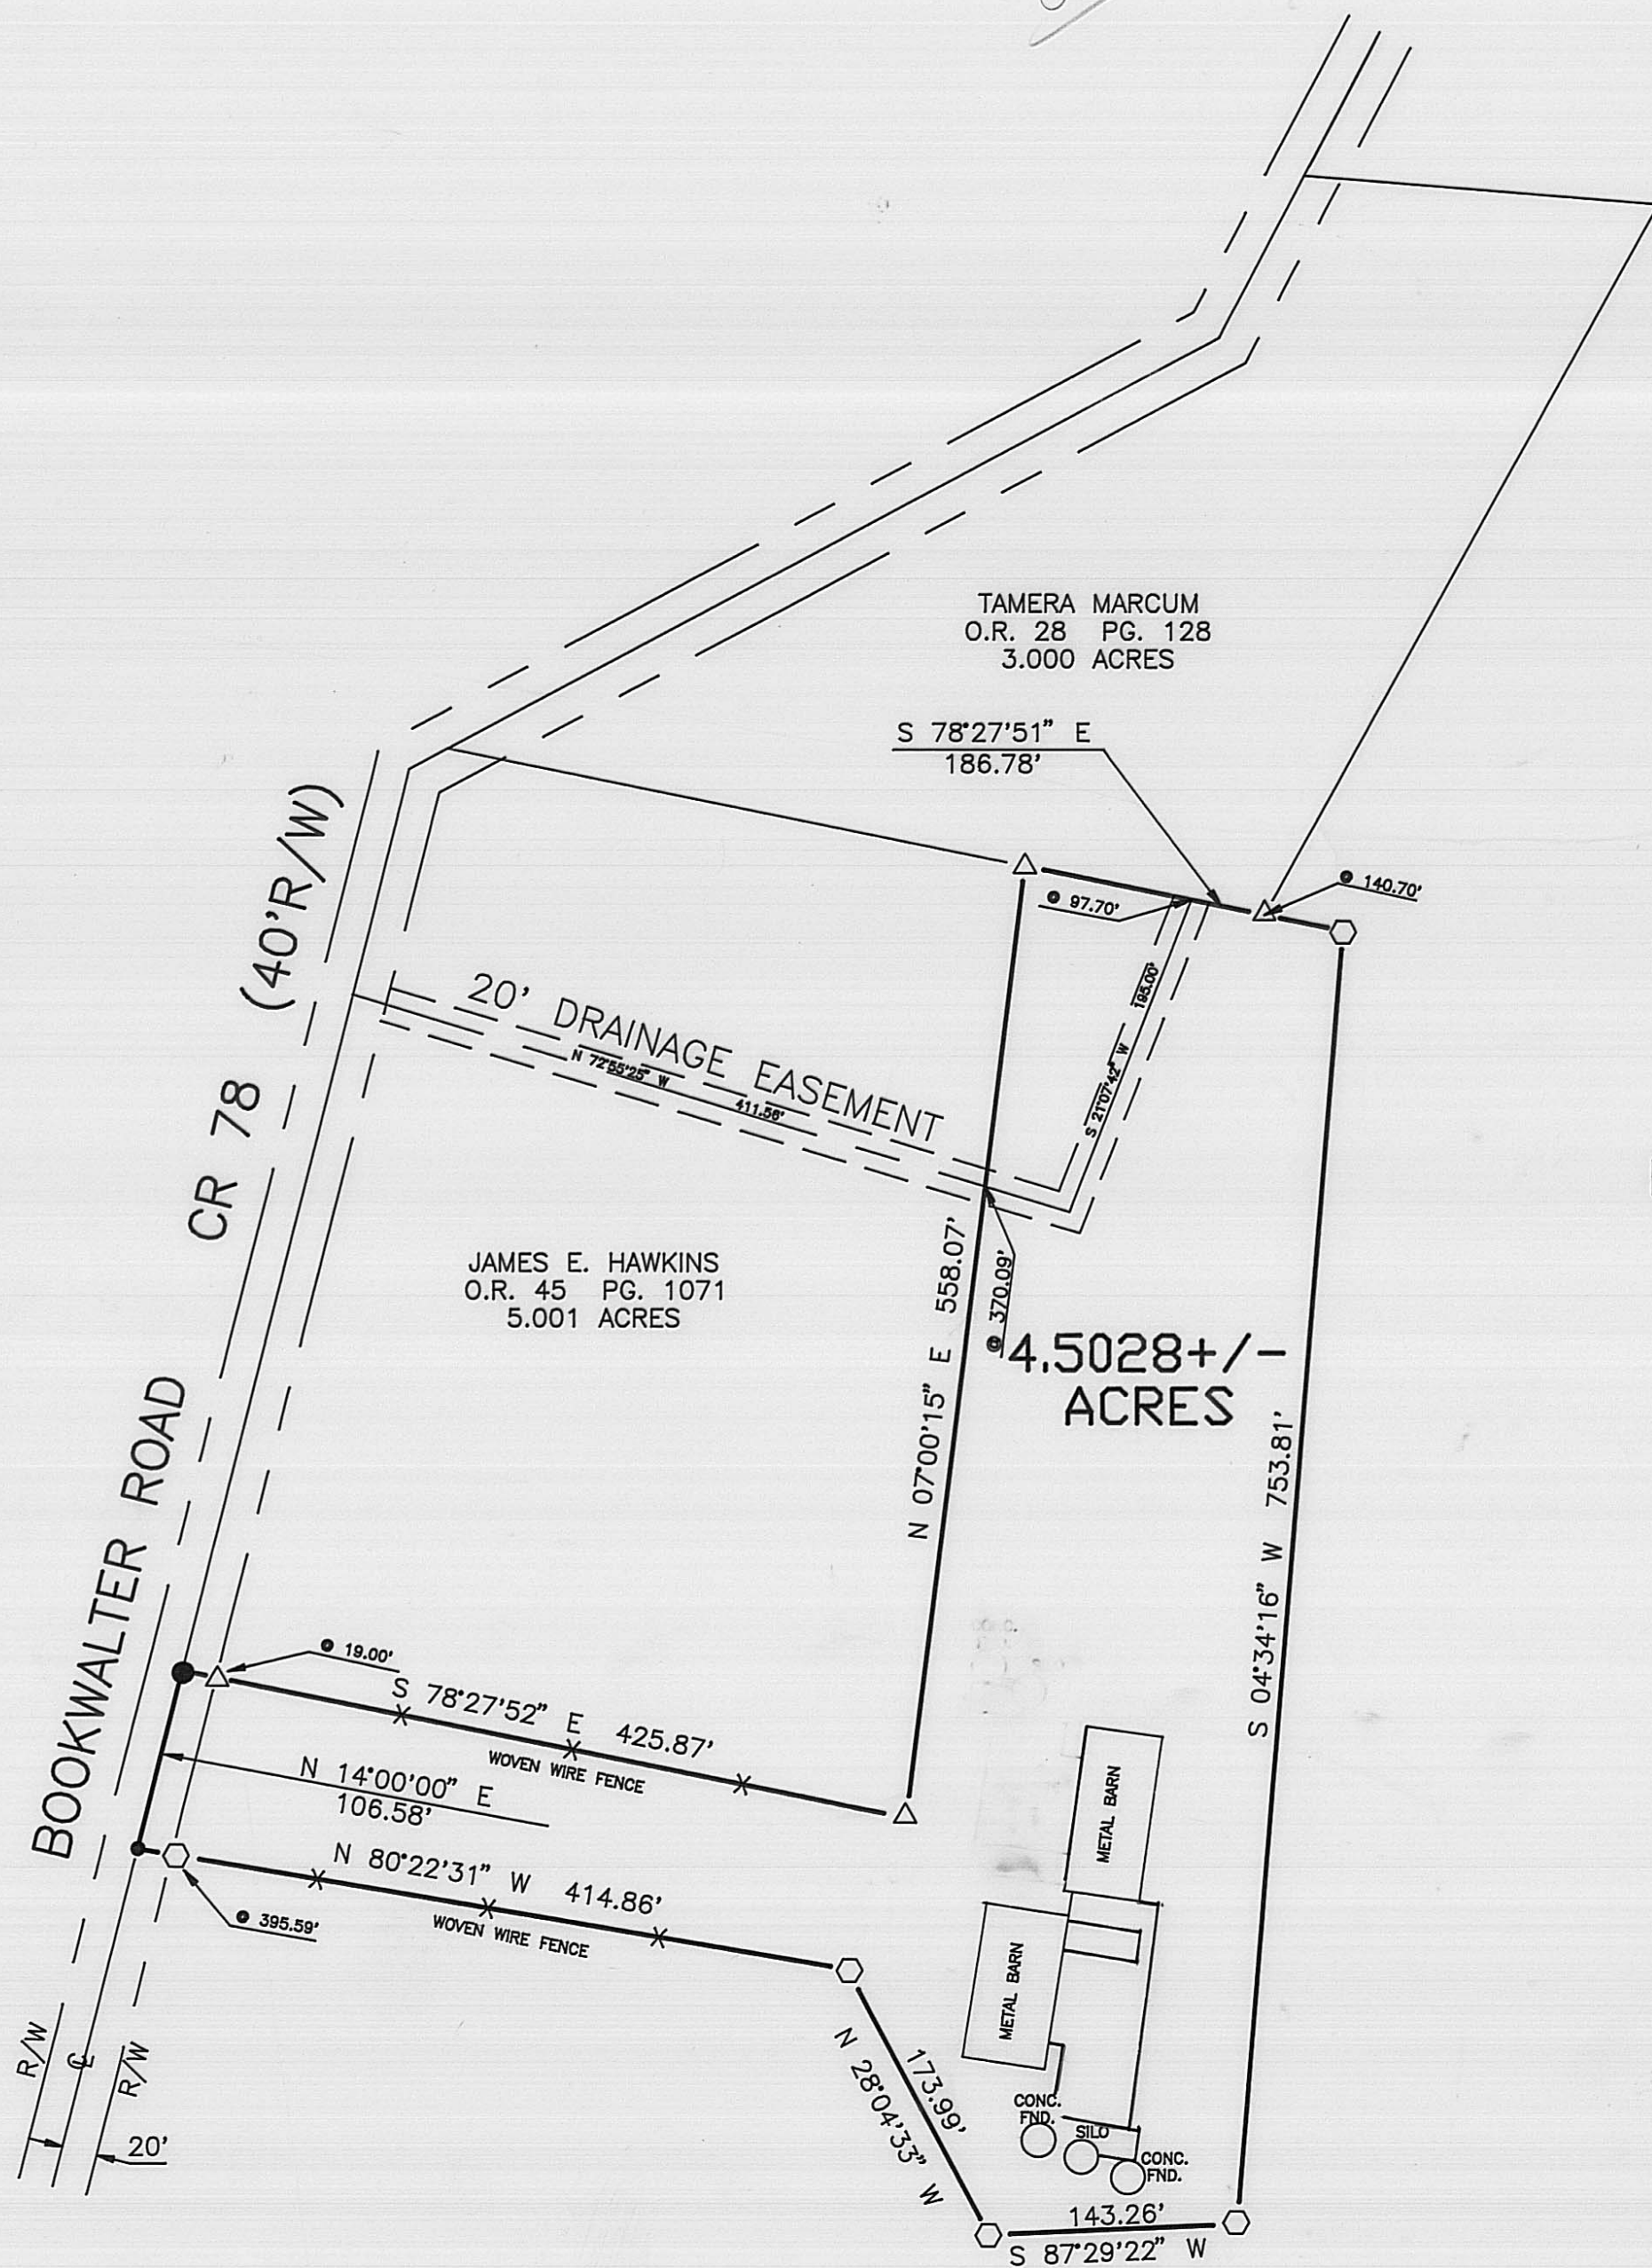 TAMERA MARCUM
O.R. 28 PG. 128
3.000 ACRES
S 78°27'51" E
186.78'
@ 140.70'
@ 97.70'
(40'R/W)
CR 78
BOOKWALTER ROAD
20' DRAINAGE EASEMENT
N 72°55'25" W
411.56'
195.00'
S 21°07'42" W
JAMES E. HAWKINS
O.R. 45 PG. 1071
5.001 ACRES
N 07°00'15" E 558.07'
@ 370.09'
4.5028+/-
ACRES
S 04°34'16" W 753.81'
@ 19.00'
S 78°27'52" E 425.87'
WOVEN WIRE FENCE
N 14°00'00" E
106.58'
N 80°22'31" W 414.86'
WOVEN WIRE FENCE
@ 395.59'
METAL BARN
METAL BARN
R/W
℄
R/W
20'
173.99'
N 28°04'33" W
CONC.
FND.
SILO
CONC.
FND.
143.26'
S 87°29'22" W